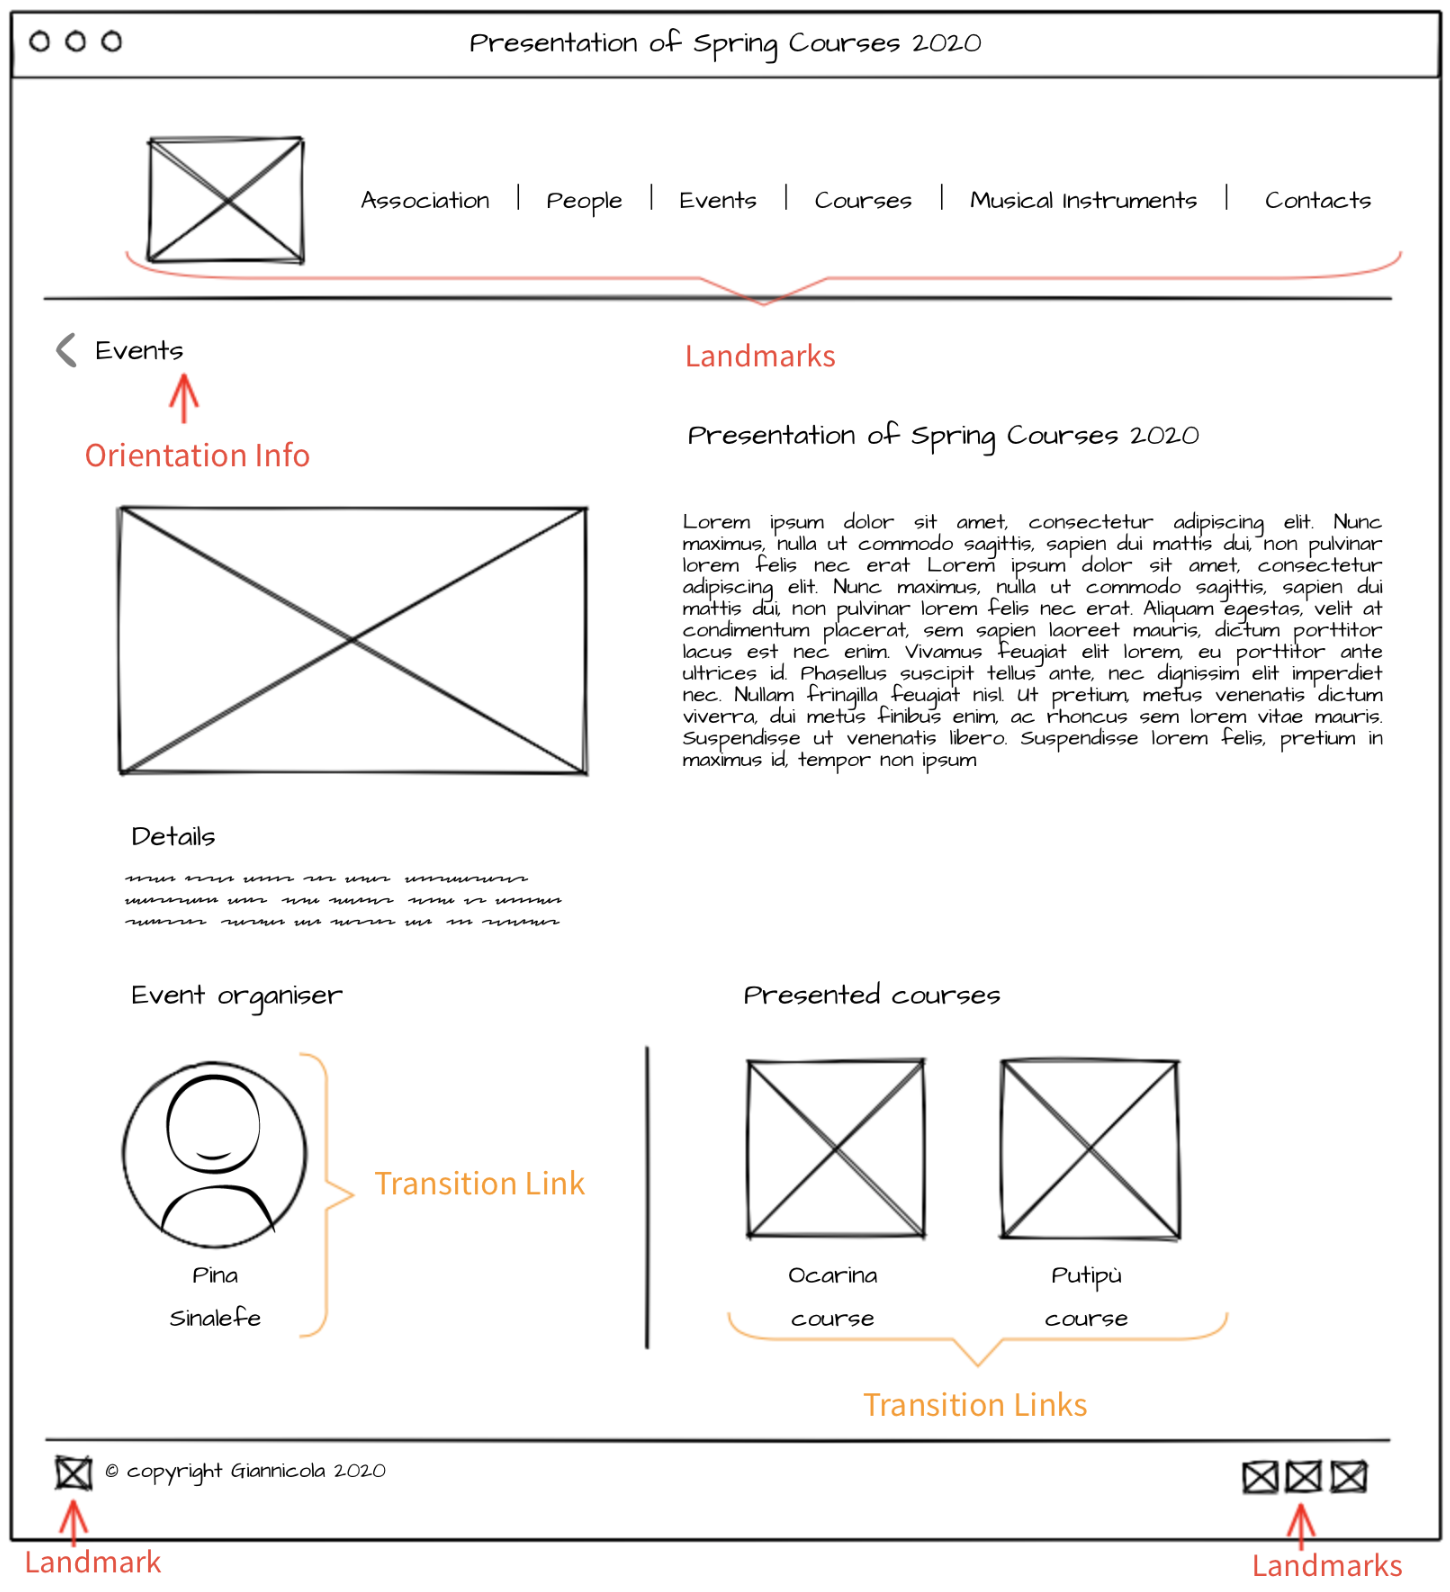 Presentation of Spring Courses 2020
Association | People | Events | Courses | Musical Instruments | Contacts
Events
Landmarks
Orientation Info
Presentation of Spring Courses 2020
Lorem ipsum dolor sit amet, consectetur adipiscing elit. Nunc
maximus, nulla ut commodo sagittis, sapien dui mattis dui, non pulvinar
lorem felis nec erat Lorem ipsum dolor sit amet, consectetur
adipiscing elit. Nunc maximus, nulla ut commodo sagittis, sapien dui
mattis dui, non pulvinar lorem felis nec erat. Aliquam egestas, velit at
condimentum placerat, sem sapien laoreet mauris, dictum porttitor
lacus est nec enim. Vivamus feugiat elit lorem, eu porttitor ante
ultrices id. Phasellus suscipit tellus ante, nec dignissim elit imperdiet
nec. Nullam fringilla feugiat nisl. Ut pretium, metus venenatis dictum
viverra, dui metus finibus enim, ac rhoncus sem lorem vitae mauris.
Suspendisse ut venenatis libero. Suspendisse lorem felis, pretium in
maximus id, tempor non ipsum
Details
Event organiser
Transition Link
Pina
Sinalefe
Presented courses
Ocarina
course
Putipù
course
Transition Links
© copyright Giannicola 2020
Landmark
Landmarks